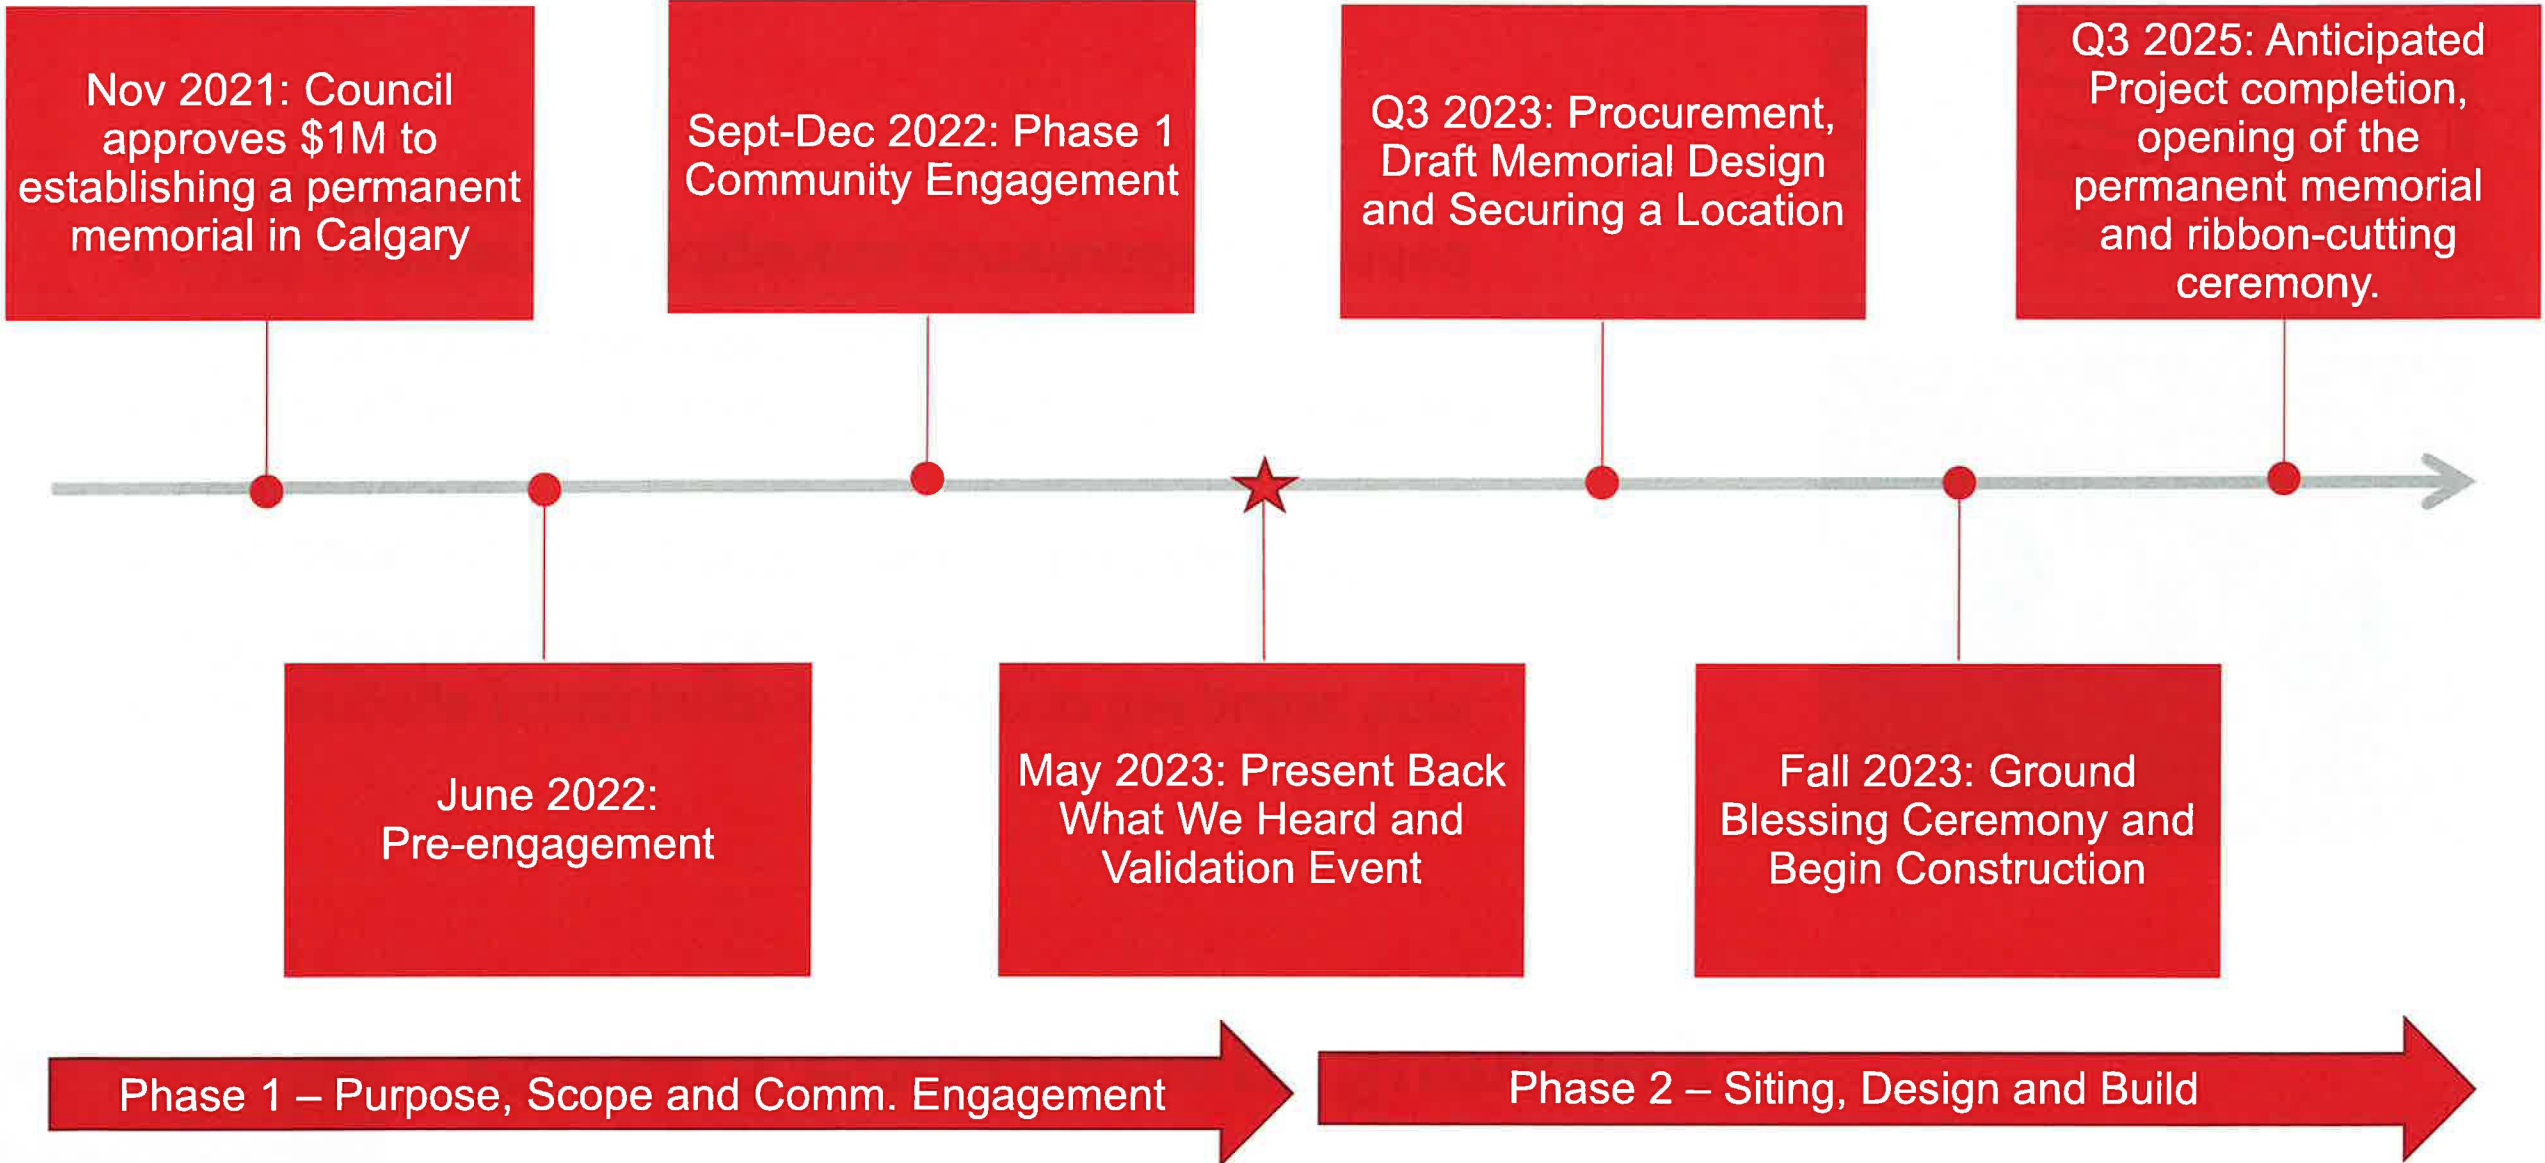 Nov 2021: Council
approves $1M to
establishing a permanent
memorial in Calgary
June 2022:
Pre-engagement
Sept-Dec 2022: Phase 1
Community Engagement
May 2023: Present Back
What We Heard and
Validation Event
Q3 2023: Procurement,
Draft Memorial Design
and Securing a Location
Fall 2023: Ground
Blessing Ceremony and
Begin Construction
Q3 2025: Anticipated
Project completion,
opening of the
permanent memorial
and ribbon-cutting
ceremony.
Phase 1 – Purpose, Scope and Comm. Engagement
Phase 2 – Siting, Design and Build